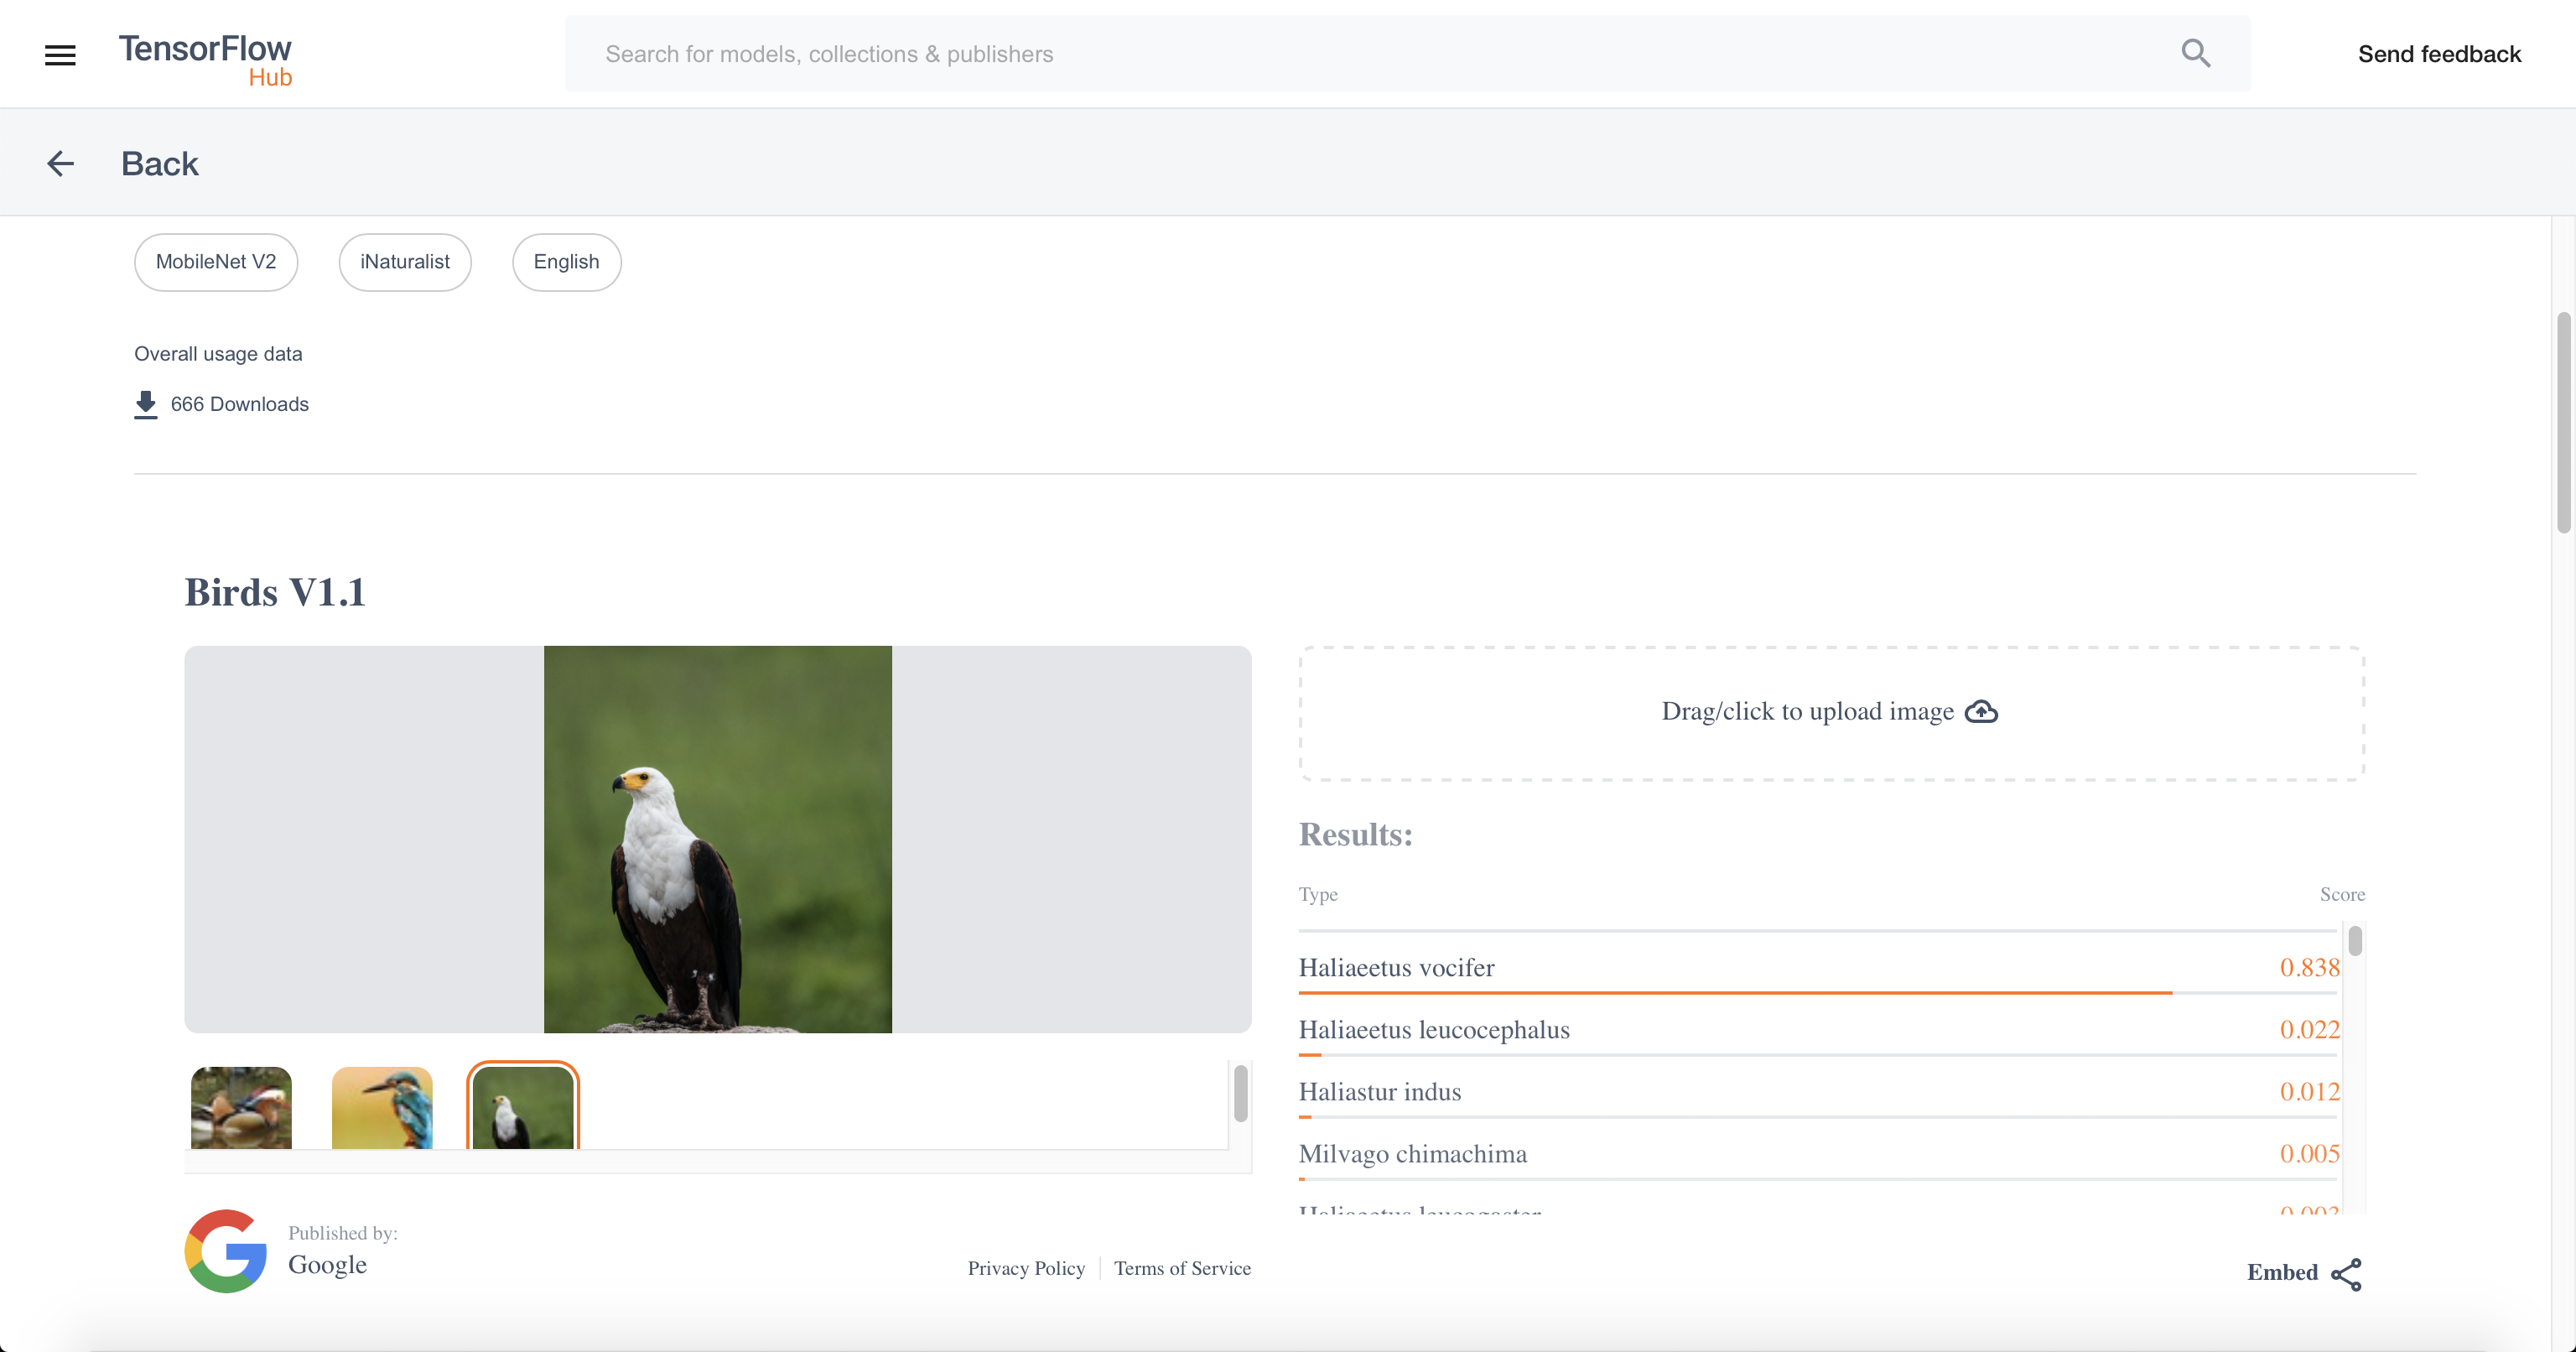 TensorFlow
Hub
Search for models, collections & publishers
Send feedback
Back
MobileNet V2
iNaturalist
English
Overall usage data
666 Downloads
Birds V1.1
Drag/click to upload image
Results:
Type
Score
Haliaeetus vocifer
0.838
Haliaeetus leucocephalus
0.022
Haliastur indus
0.012
Milvago chimachima
0.005
Haliaeetus leucogaster
Published by:
Google
Privacy Policy
Terms of Service
Embed